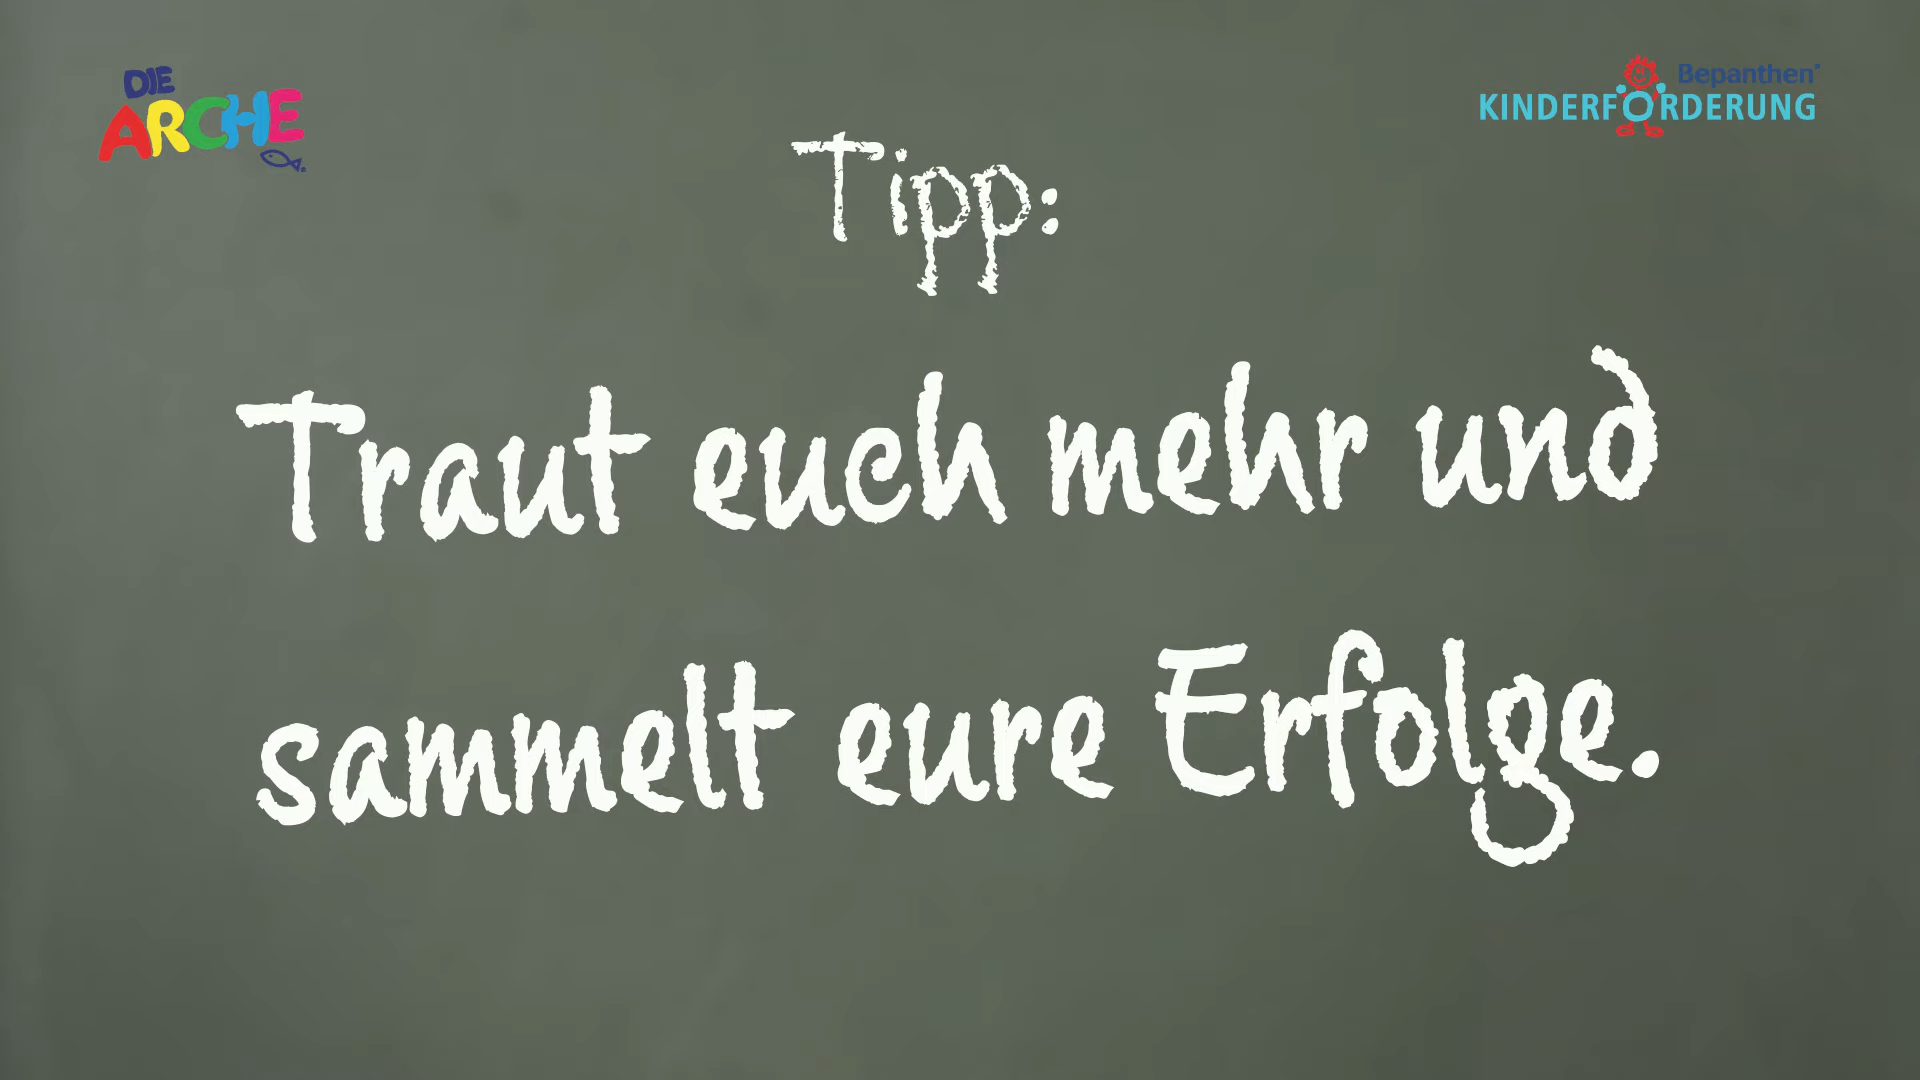 DIE
ARCHE
Bepanthen®
KINDERFÖRDERUNG
Tipp:
Traut euch mehr und
sammelt eure Erfolge.